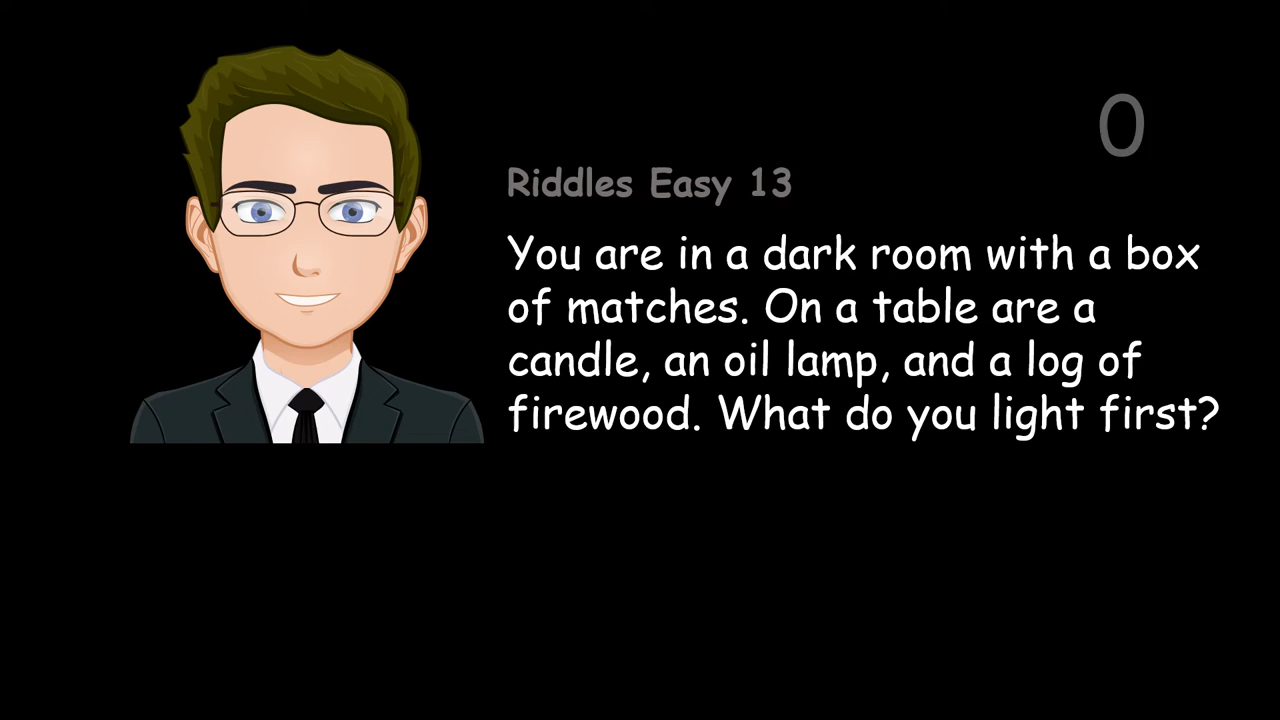 0
Riddles Easy 13
You are in a dark room with a box
of matches. On a table are a
candle, an oil lamp, and a log of
firewood. What do you light first?